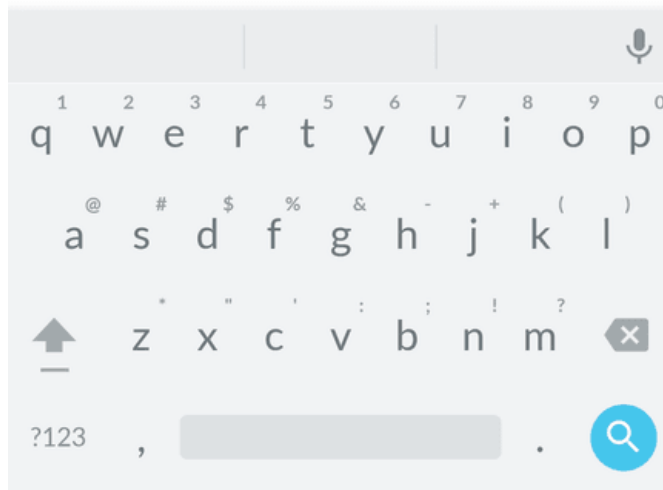 1 2 3 4 5 6 7 8 9 0
q w e r t y u i o p
@ # $ % & - + ( )
a s d f g h j k l
* " ' : ; ! ?
z x c v b n m
?123 , .